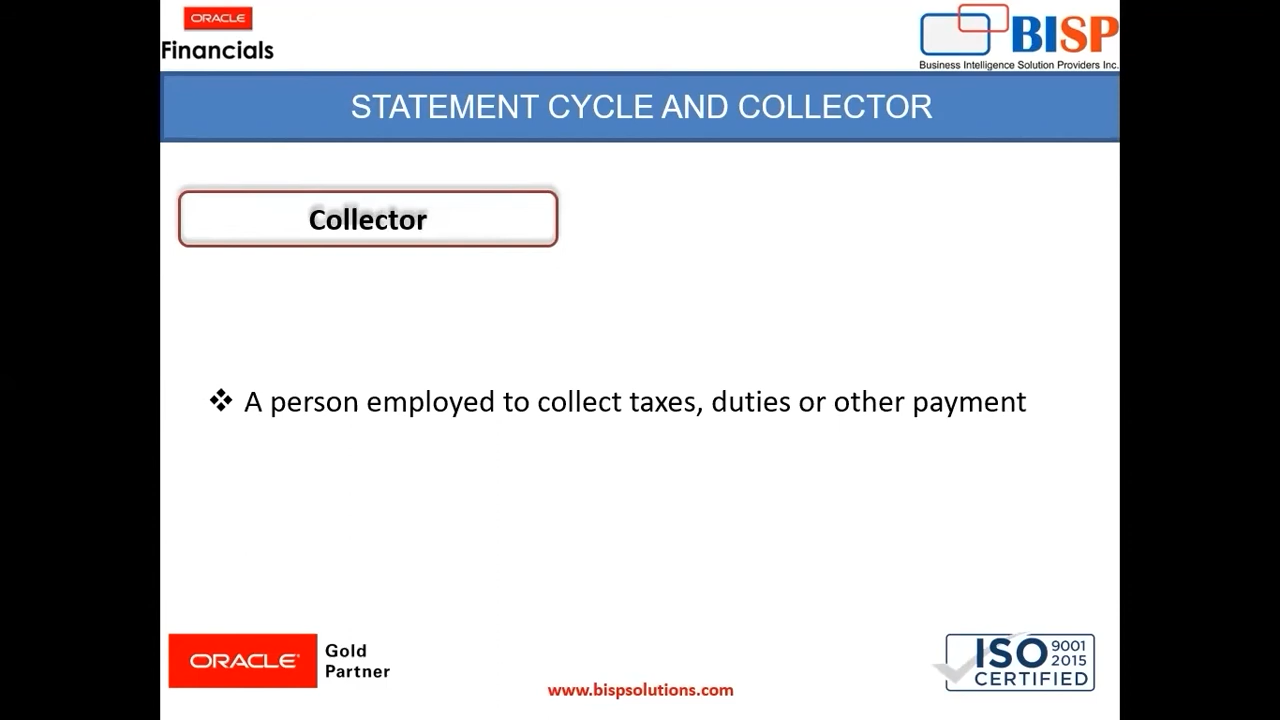 ORACLE
Financials
BISP
Business Intelligence Solution Providers Inc.
STATEMENT CYCLE AND COLLECTOR
Collector
❖ A person employed to collect taxes, duties or other payment
ORACLE
Gold
Partner
www.bispsolutions.com
ISO 9001
2015
CERTIFIED